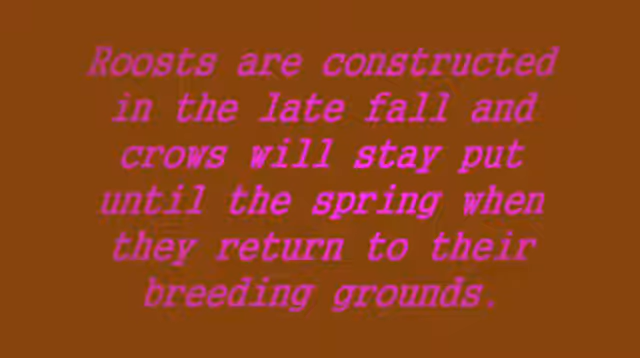 Roosts are constructed
in the late fall and
crows will stay put
until the spring when
they return to their
breeding grounds.